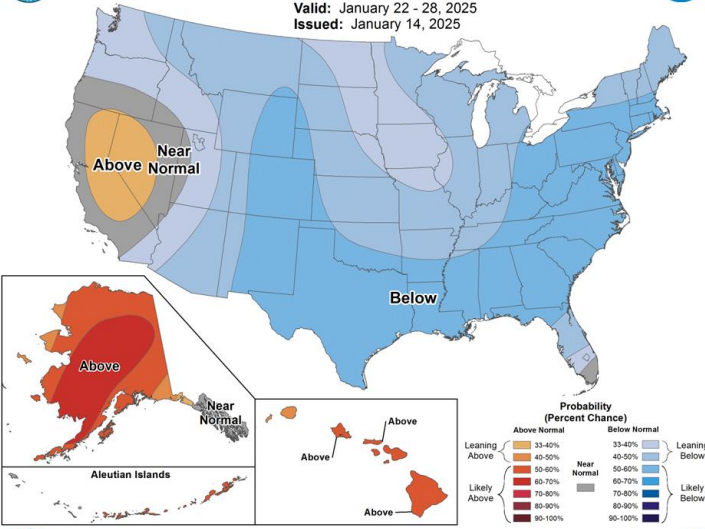 Valid: January 22 - 28, 2025
Issued: January 14, 2025
Above
Near
Normal
Below
Above
Near
Normal
Aleutian Islands
Above
Above
Above
Probability
(Percent Chance)
Above Normal
Below Normal
Leaning
Above
Likely
Above
33-40%
40-50%
50-60%
60-70%
70-80%
80-90%
90-100%
Near
Normal
33-40%
40-50%
50-60%
60-70%
70-80%
80-90%
90-100%
Leaning
Below
Likely
Below